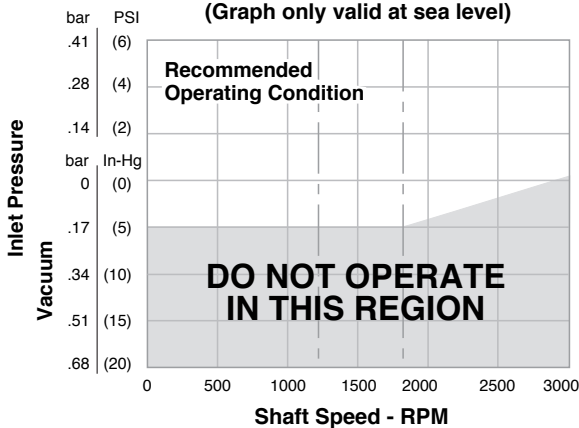 (Graph only valid at sea level)
bar PSI
.41 (6)
.28 (4)
.14 (2)
bar In-Hg
0 (0)
.17 (5)
.34 (10)
.51 (15)
.68 (20)
Inlet Pressure
Vacuum
Recommended
Operating Condition
DO NOT OPERATE
IN THIS REGION
0 500 1000 1500 2000 2500 3000
Shaft Speed - RPM